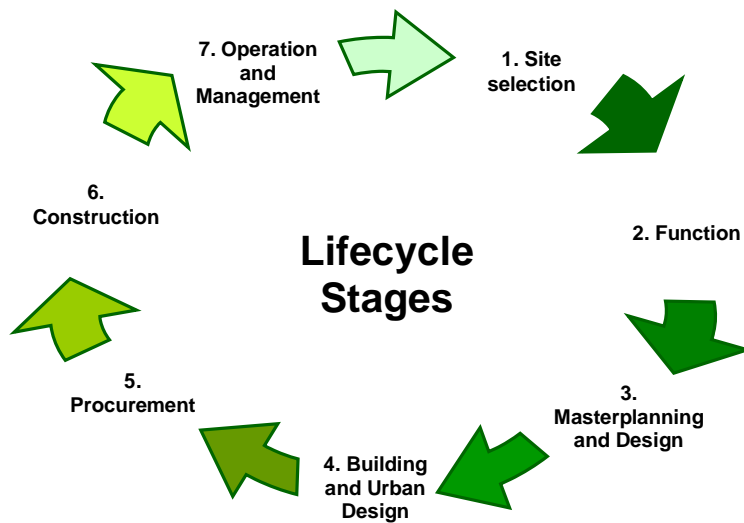 Lifecycle
Stages
1. Site
selection
2. Function
3.
Masterplanning
and Design
4. Building
and Urban
Design
5.
Procurement
6.
Construction
7. Operation
and
Management